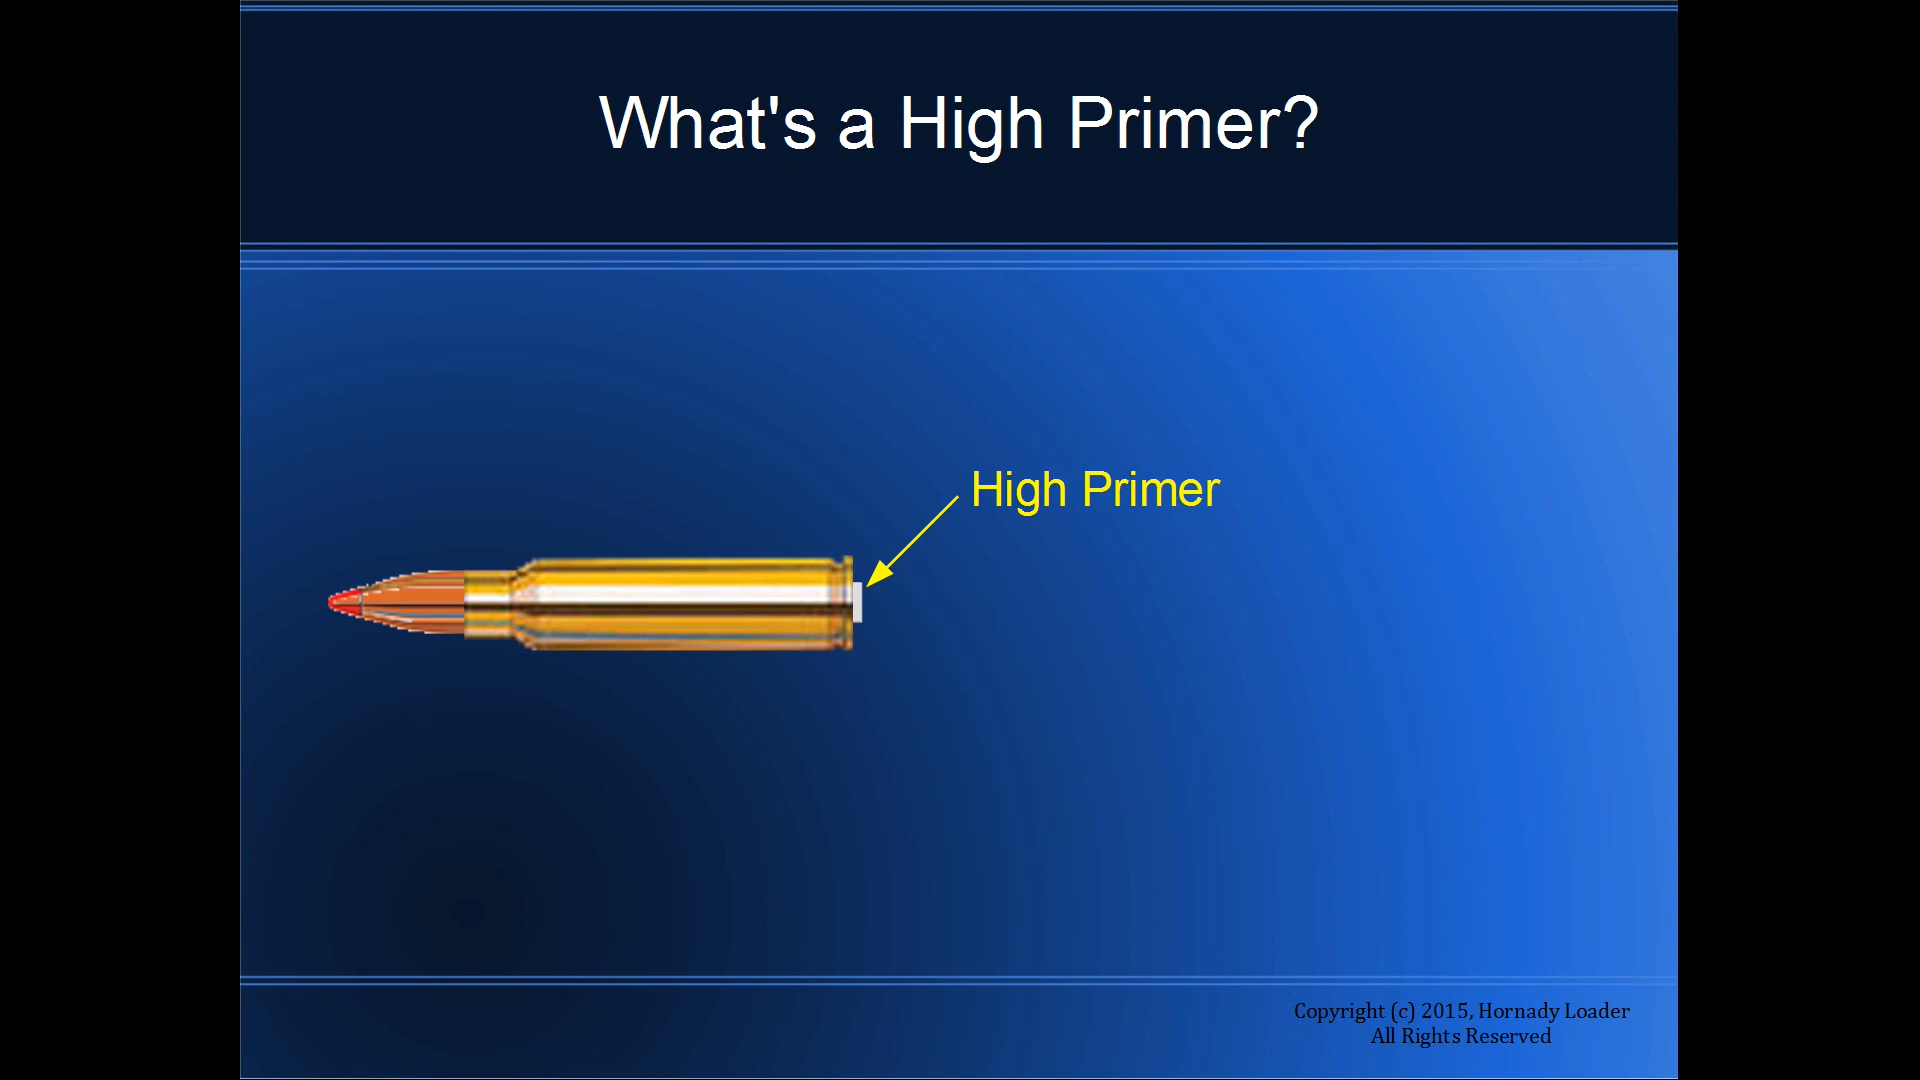 What's a High Primer?
High Primer
Copyright (c) 2015, Hornady Loader
All Rights Reserved